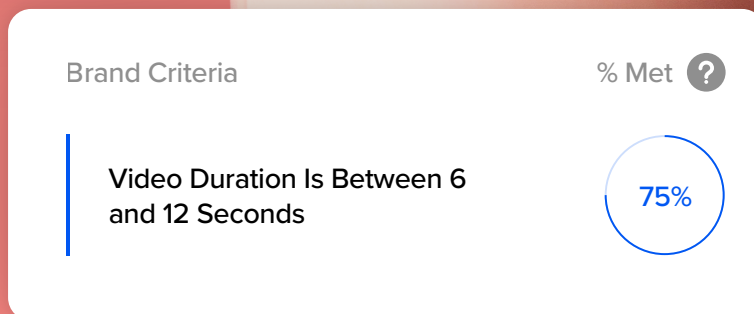 Brand Criteria
% Met ?
Video Duration Is Between 6
and 12 Seconds
75%